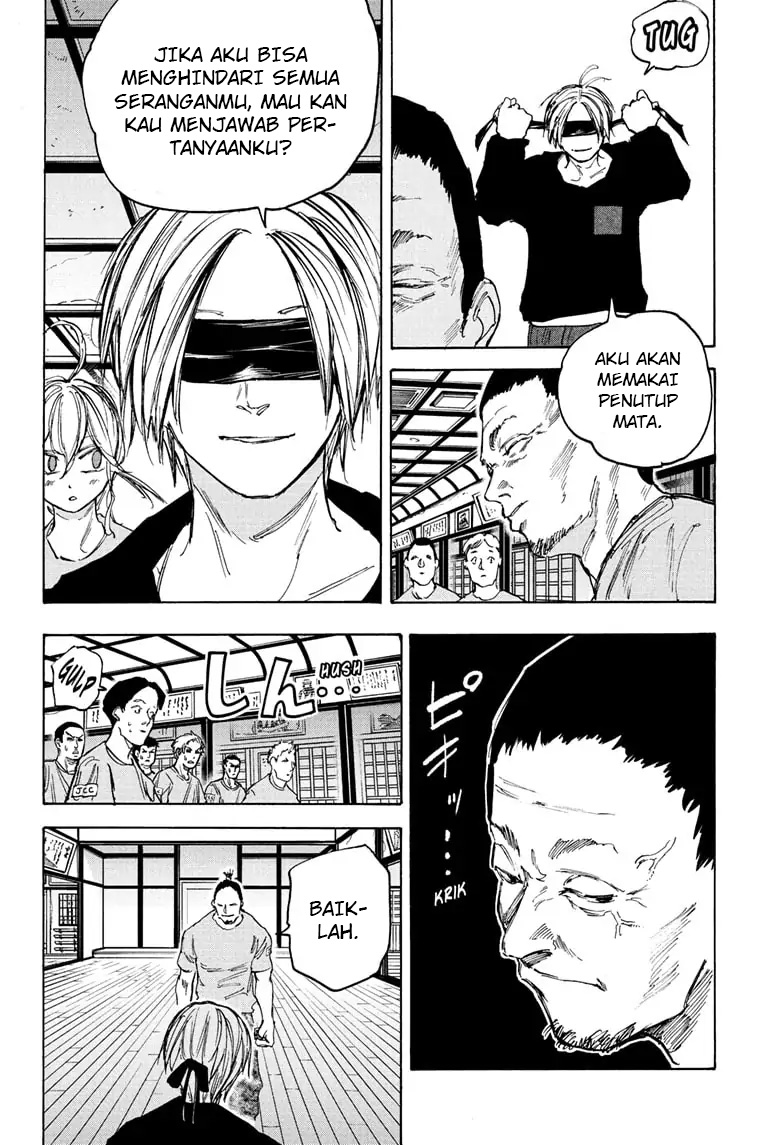 TUG
AKU AKAN
MEMAKAI
PENUTUP
MATA.
JIKA AKU BISA
MENGHINDARI SEMUA
SERANGANMU, MAU KAN
KAU MENJAWAB PER-
TANYAANKU?
ピキッ...
KRIK
しん...
HUSH
GULP
JCC
BAIK-
LAH.